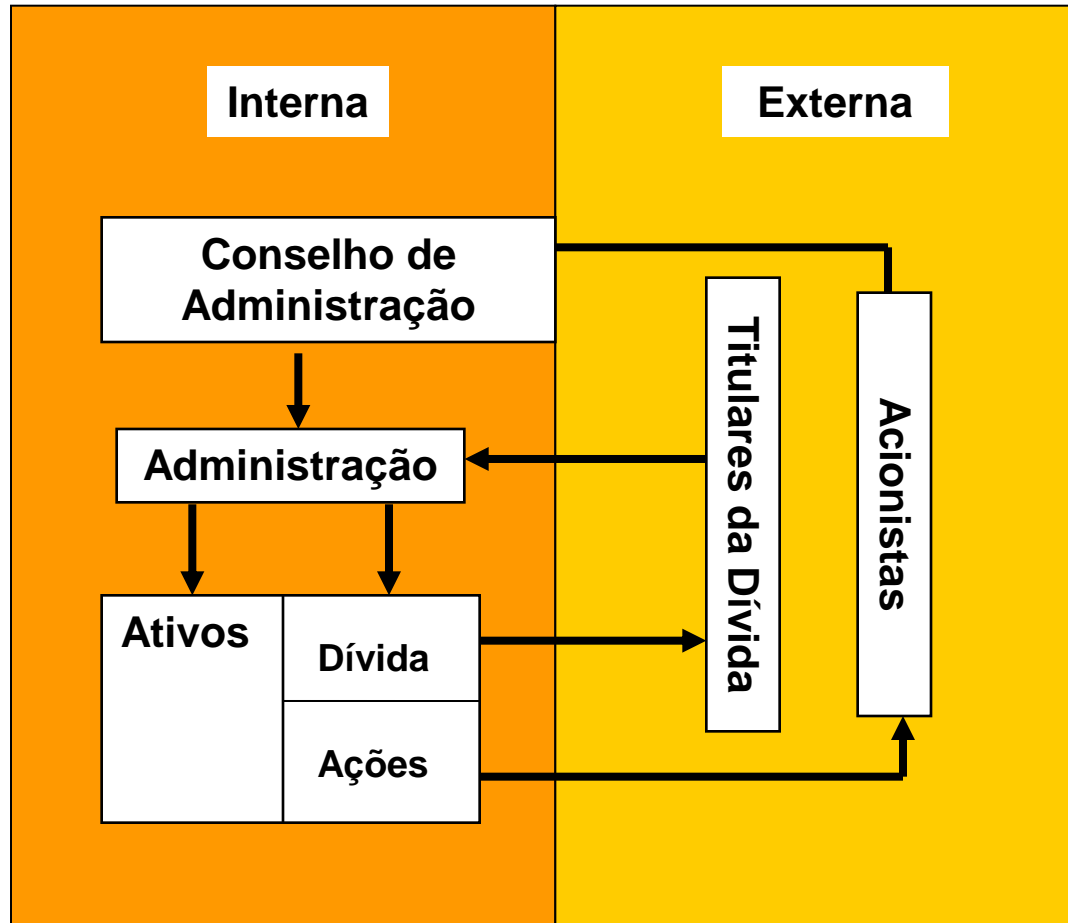 Interna
Externa
Conselho de
Administração
Administração
Titulares da Dívida
Acionistas
Ativos
Dívida
Ações